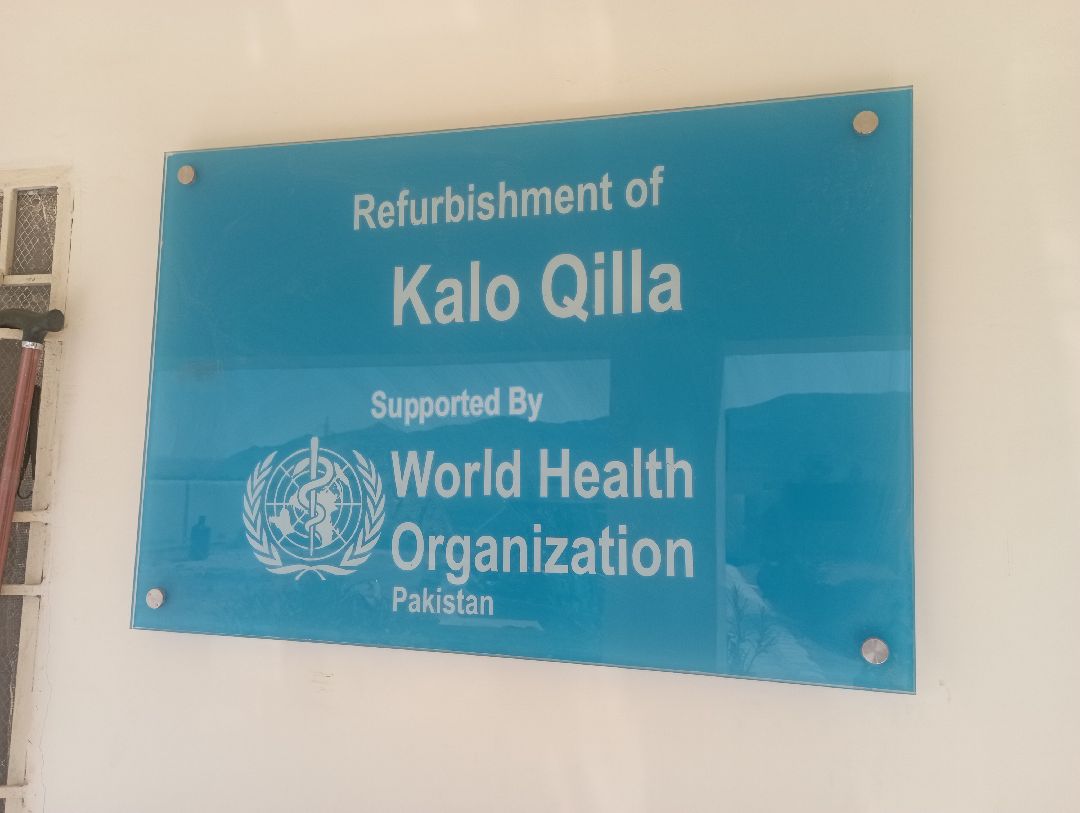 Refurbishment of
Kalo Qilla
Supported By
World Health
Organization
Pakistan